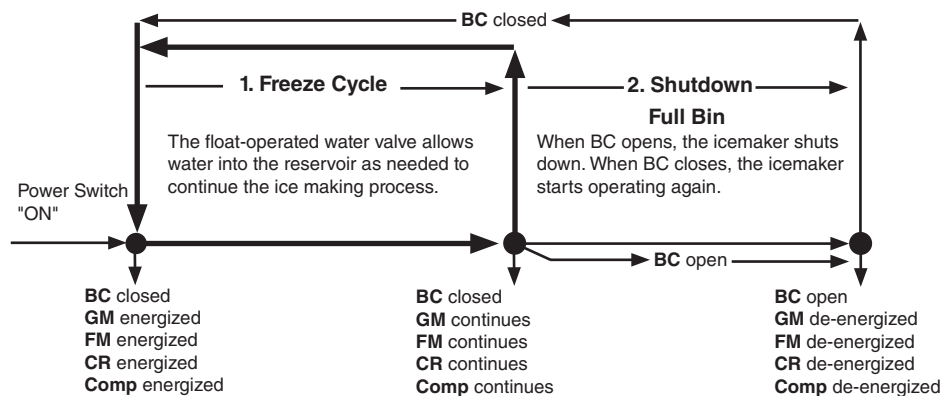 BC closed
1. Freeze Cycle
2. Shutdown
Full Bin
The float-operated water valve allows
water into the reservoir as needed to
continue the ice making process.
When BC opens, the icemaker shuts
down. When BC closes, the icemaker
starts operating again.
Power Switch
"ON"
BC open
BC closed
GM energized
FM energized
CR energized
Comp energized
BC closed
GM continues
FM continues
CR continues
Comp continues
BC open
GM de-energized
FM de-energized
CR de-energized
Comp de-energized